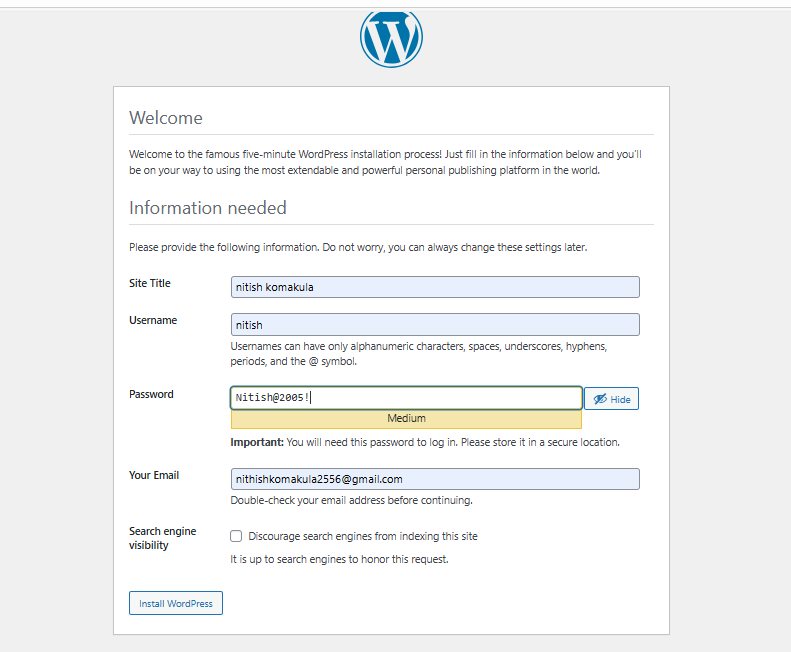 Welcome
Welcome to the famous five-minute WordPress installation process! Just fill in the information below and you'll
be on your way to using the most extendable and powerful personal publishing platform in the world.
Information needed
Please provide the following information. Do not worry, you can always change these settings later.
Site Title
nitish komakula
Username
nitish
Usernames can have only alphanumeric characters, spaces, underscores, hyphens,
periods, and the @ symbol.
Password
Nitish@2005!
Hide
Medium
Important: You will need this password to log in. Please store it in a secure location.
Your Email
nithishkomakula2556@gmail.com
Double-check your email address before continuing.
Search engine
visibility
Discourage search engines from indexing this site
It is up to search engines to honor this request.
Install WordPress